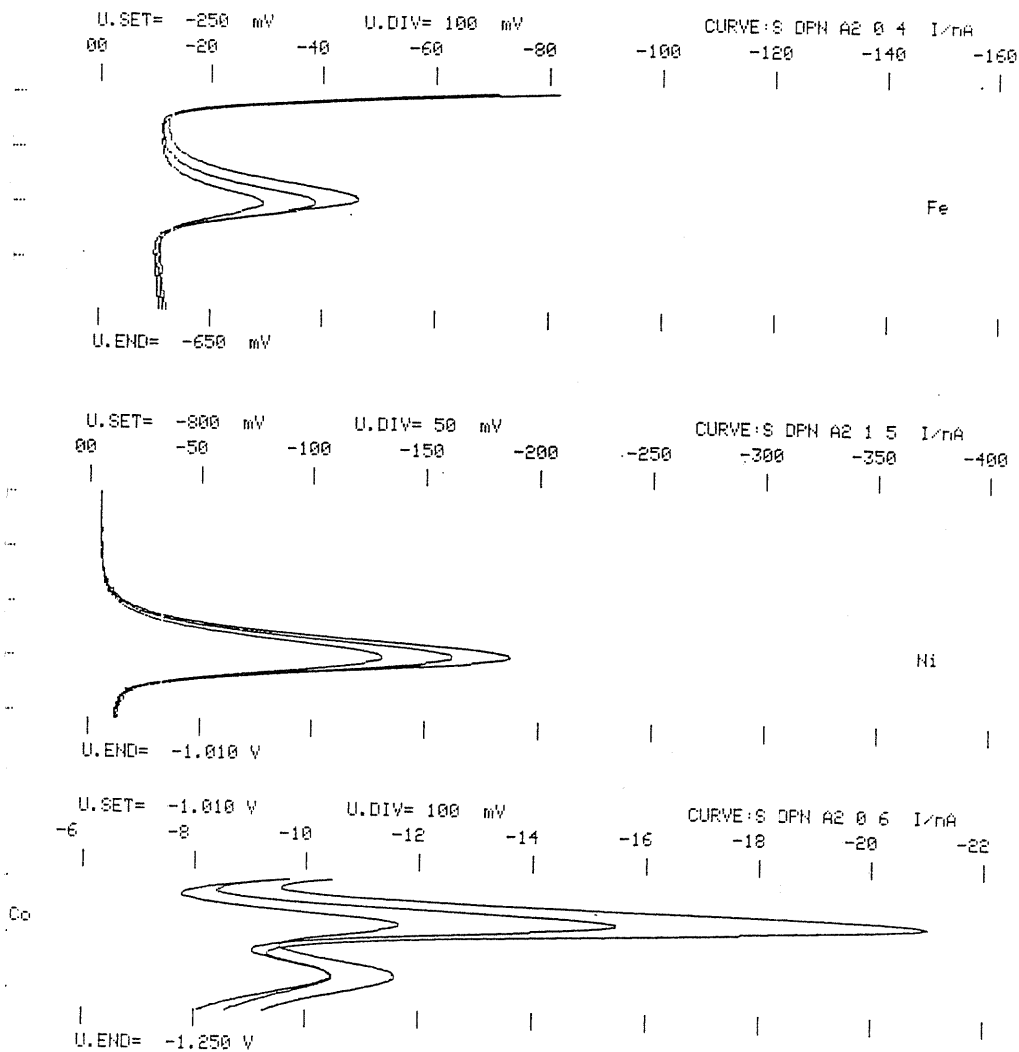 U.SET= -250 mV U.DIV= 100 mV CURVE:S DPN A2 0 4 I/nA
00 -20 -40 -60 -80 -100 -120 -140 -160
Fe
U.END= -650 mV
U.SET= -800 mV U.DIV= 50 mV CURVE:S DPN A2 1 5 I/nA
00 -50 -100 -150 -200 -250 -300 -350 -400
Ni
U.END= -1.010 V
U.SET= -1.010 V U.DIV= 100 mV CURVE:S DPN A2 0 6 I/nA
-6 -8 -10 -12 -14 -16 -18 -20 -22
Co
U.END= -1.250 V